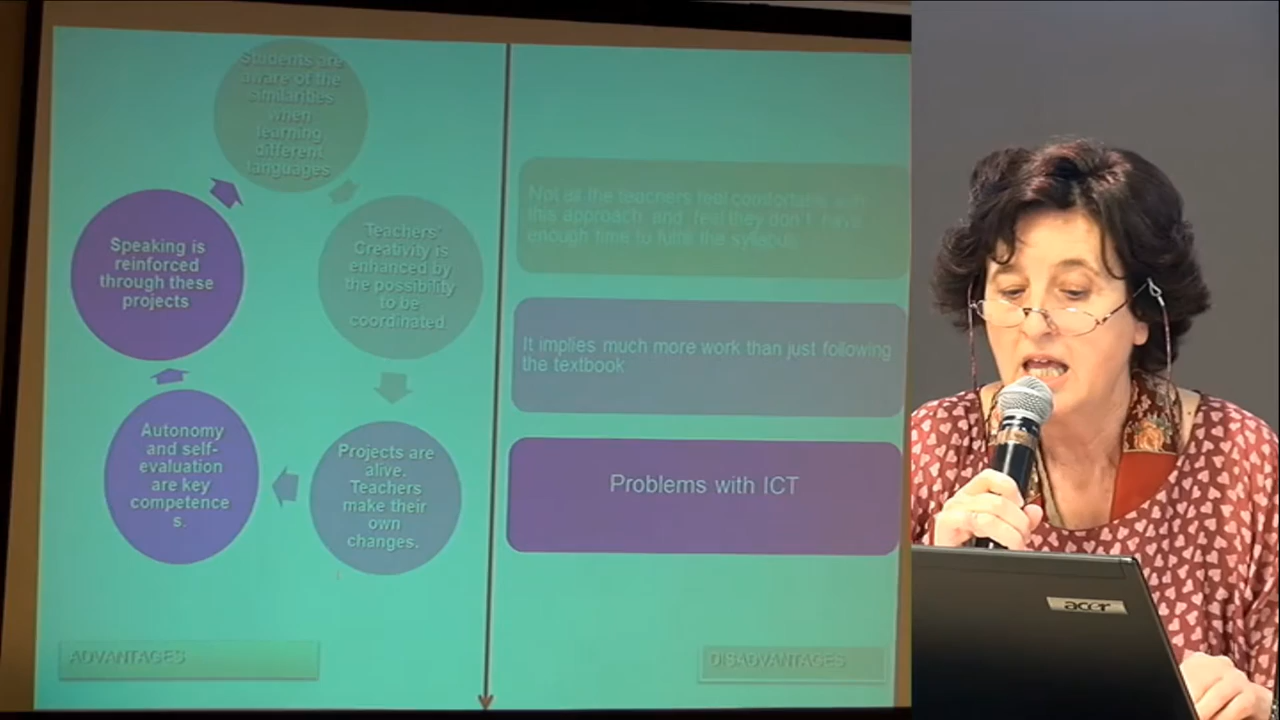 Students are
aware of the
similarities
when
learning
different
languages
Teachers'
Creativity is
enhanced by
the possibility
to be
coordinated.
Projects are
alive.
Teachers
make their
own
changes.
Autonomy
and self-
evaluation
are key
competence
s.
Speaking is
reinforced
through these
projects
ADVANTAGES
Not all the teachers feel comfortable with
this approach and feel they don't have
enough time to fulfill the syllabus.
It implies much more work than just following
the textbook
Problems with ICT
DISADVANTAGES
acer